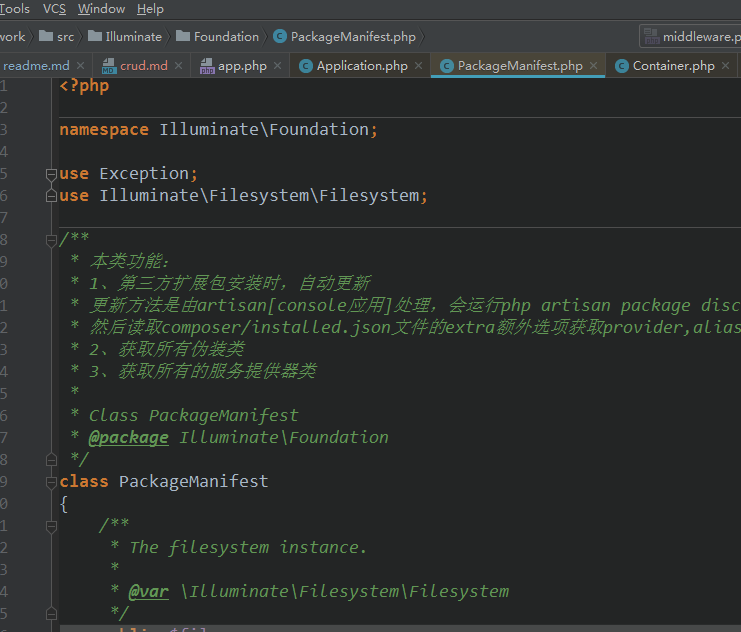 Tools VCS Window Help
work src Illuminate Foundation PackageManifest.php middleware.p
readme.md crud.md app.php Application.php PackageManifest.php Container.php
1 <?php
2
3 namespace Illuminate\Foundation;
4
5 use Exception;
6 use Illuminate\Filesystem\Filesystem;
7
8 /**
9 * 本类功能：
0 * 1、第三方扩展包安装时，自动更新
1 * 更新方法是由artisan[console应用]处理，会运行php artisan package disc
2 * 然后读取composer/installed.json文件的extra额外选项获取provider,alias
3 * 2、获取所有伪装类
4 * 3、获取所有的服务提供器类
5 *
6 * Class PackageManifest
7 * @package Illuminate\Foundation
8 */
9 class PackageManifest
0 {
1 /**
2 * The filesystem instance.
3 *
4 * @var \Illuminate\Filesystem\Filesystem
5 */